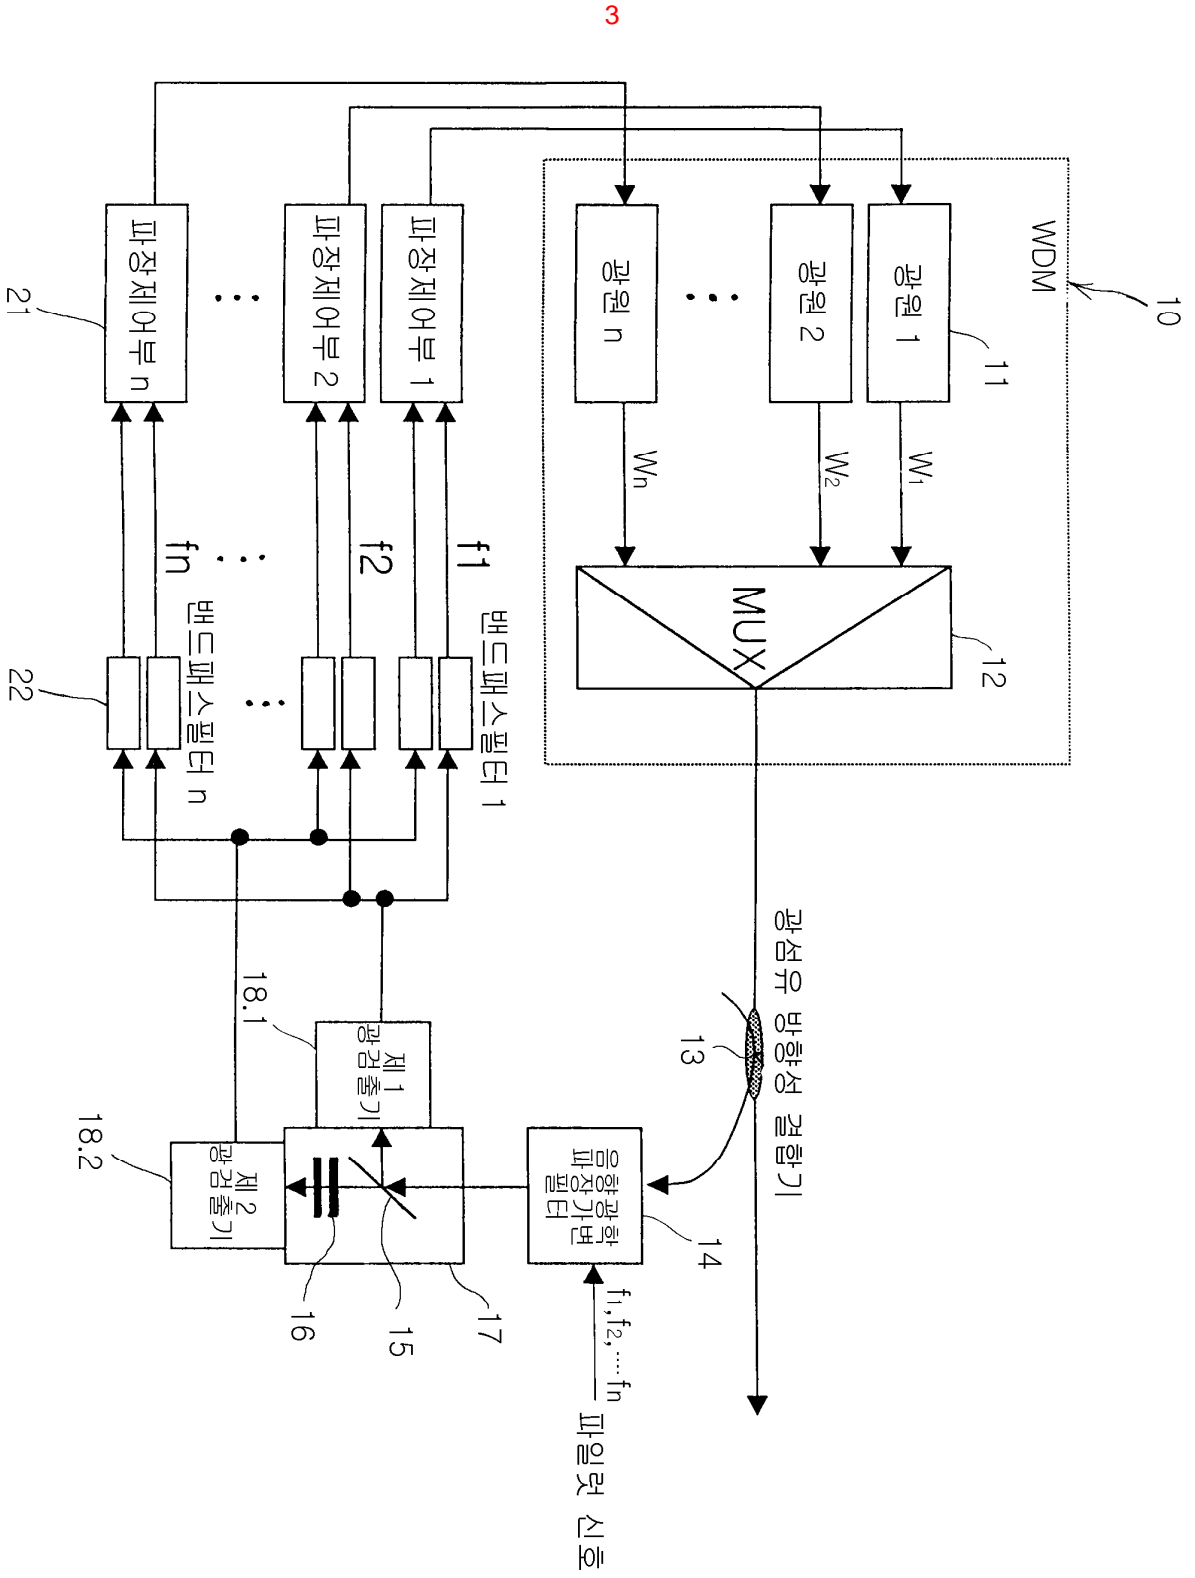 3
10
WDM
광원 1
11
광원 2
광원 n
W1
W2
Wn
MUX
12
파장제어부 1
파장제어부 2
파장제어부 n
21
f1
f2
fn
밴드패스필터 1
밴드패스필터 n
22
광섬유 방향성 결합기
13
음향광학
파장가변
필터
14
f1,f2,....fn
파일럿 신호
제 1
광검출기
18.1
제 2
광검출기
18.2
15
16
17